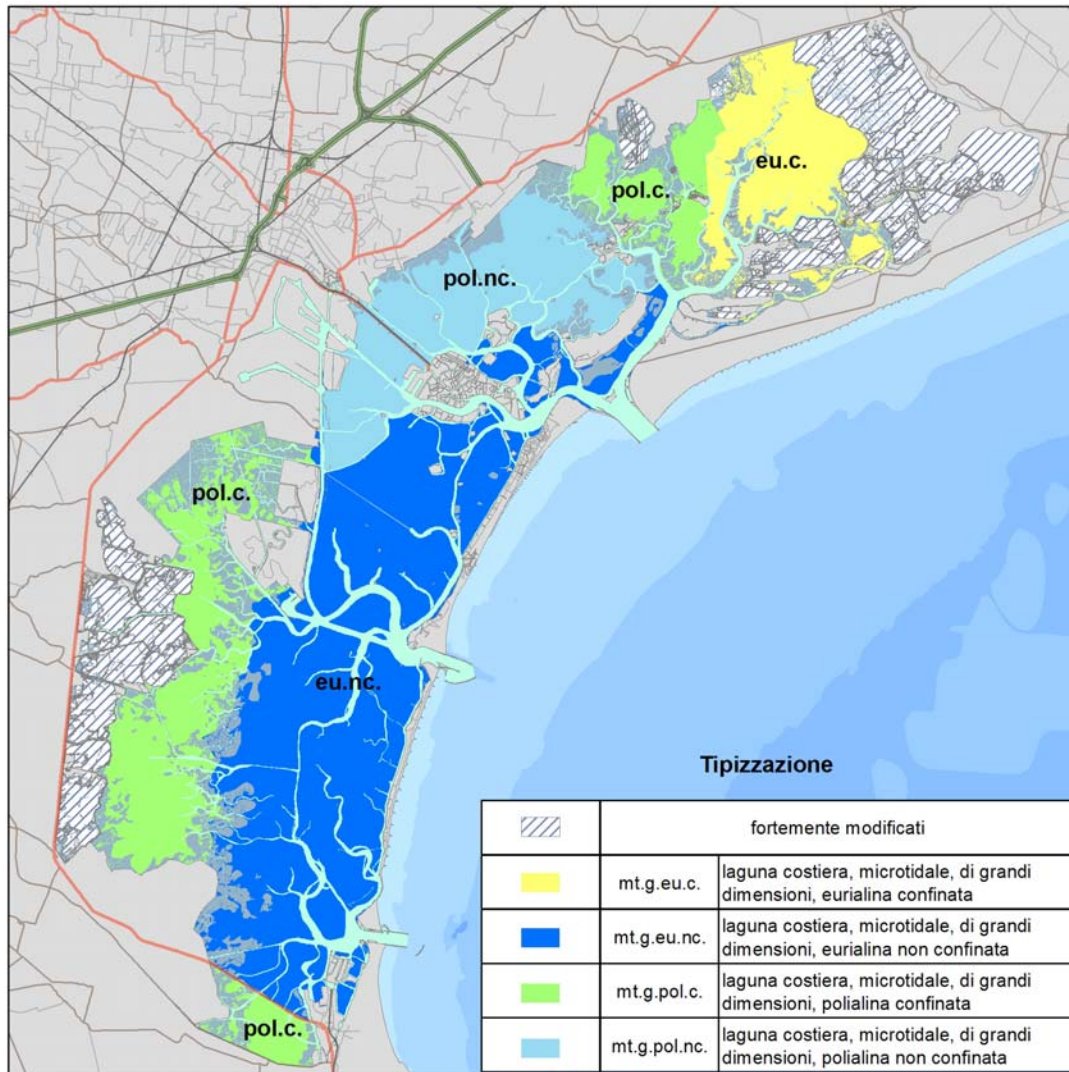 eu.c.
pol.c.
pol.nc.
pol.c.
eu.nc.
pol.c.
Tipizzazione
fortemente modificati
mt.g.eu.c.
laguna costiera, microtidale, di grandi
dimensioni, eurialina confinata
mt.g.eu.nc.
laguna costiera, microtidale, di grandi
dimensioni, eurialina non confinata
mt.g.pol.c.
laguna costiera, microtidale, di grandi
dimensioni, polialina confinata
mt.g.pol.nc.
laguna costiera, microtidale, di grandi
dimensioni, polialina non confinata